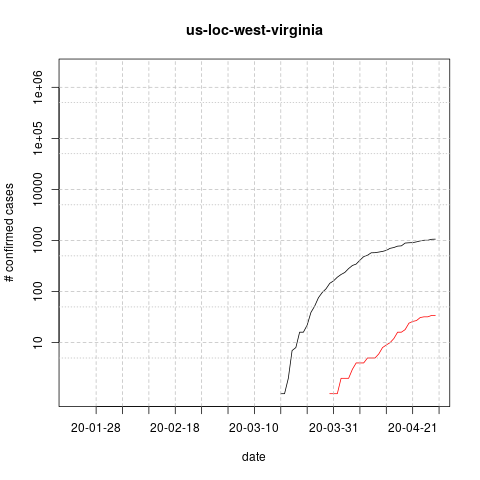 us-loc-west-virginia
# confirmed cases
1e+06
1e+05
10000
1000
100
10
20-01-28 20-02-18 20-03-10 20-03-31 20-04-21
date